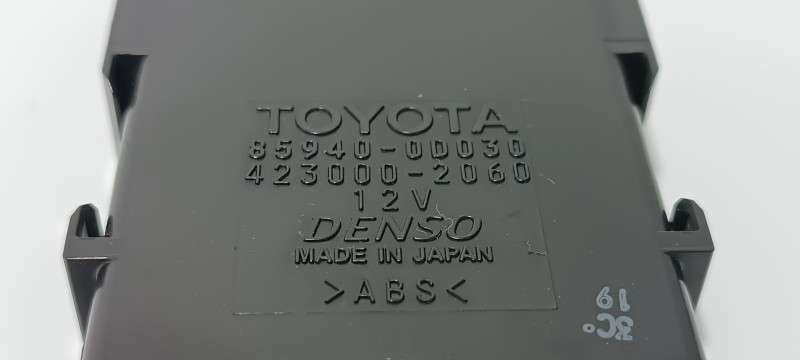 TOYOTA
85940-0D030
423000-2060
12V
DENSO
MADE IN JAPAN
>ABS<
3C°
19